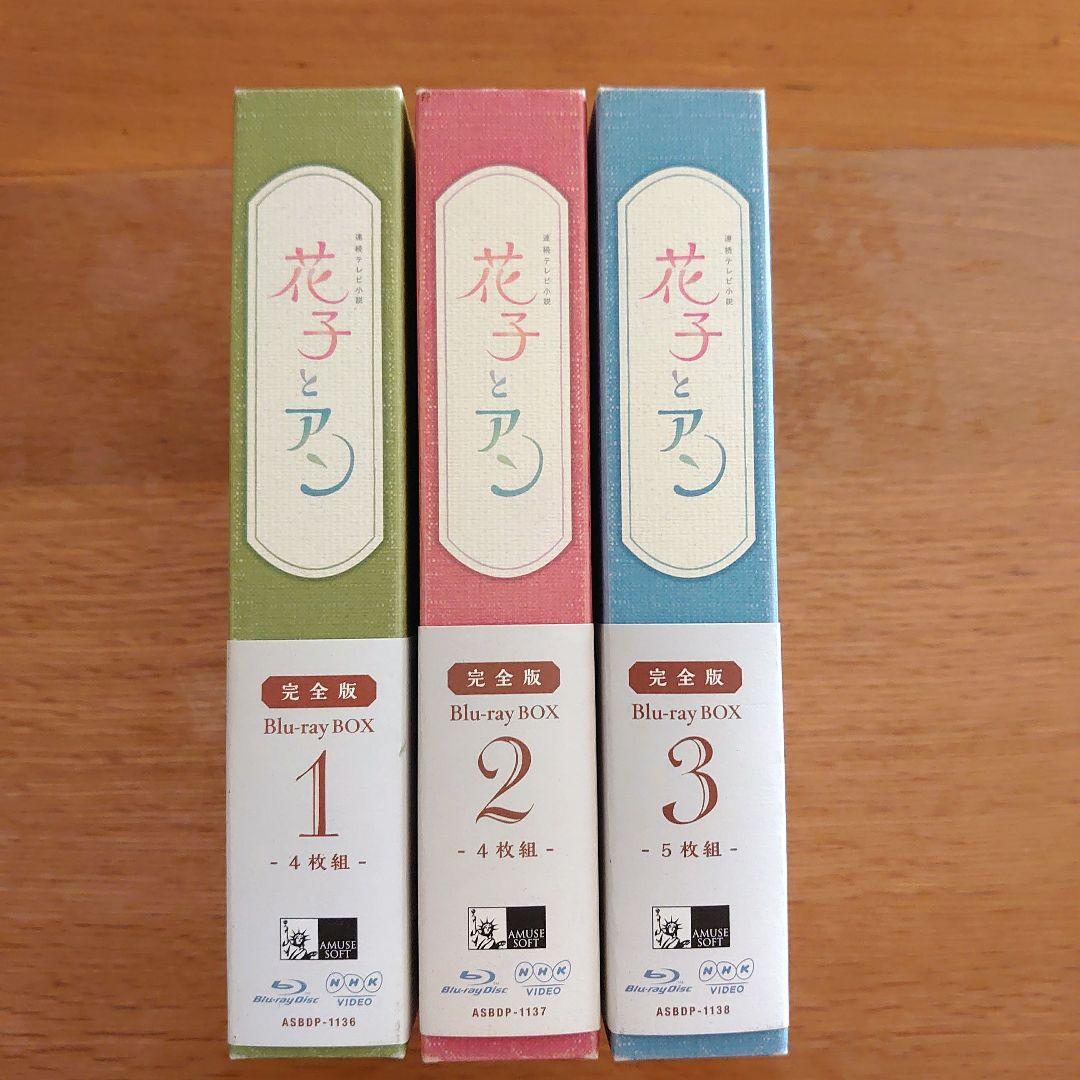 連続テレビ小説
花子とアン
完全版
Blu-ray BOX
1
- 4枚組 -
AMUSE
SOFT
Blu-ray Disc
NHK
VIDEO
ASBDP-1136
連続テレビ小説
花子とアン
完全版
Blu-ray BOX
2
- 4枚組 -
AMUSE
SOFT
Blu-ray Disc
NHK
VIDEO
ASBDP-1137
連続テレビ小説
花子とアン
完全版
Blu-ray BOX
3
- 5枚組 -
AMUSE
SOFT
Blu-ray Disc
NHK
VIDEO
ASBDP-1138